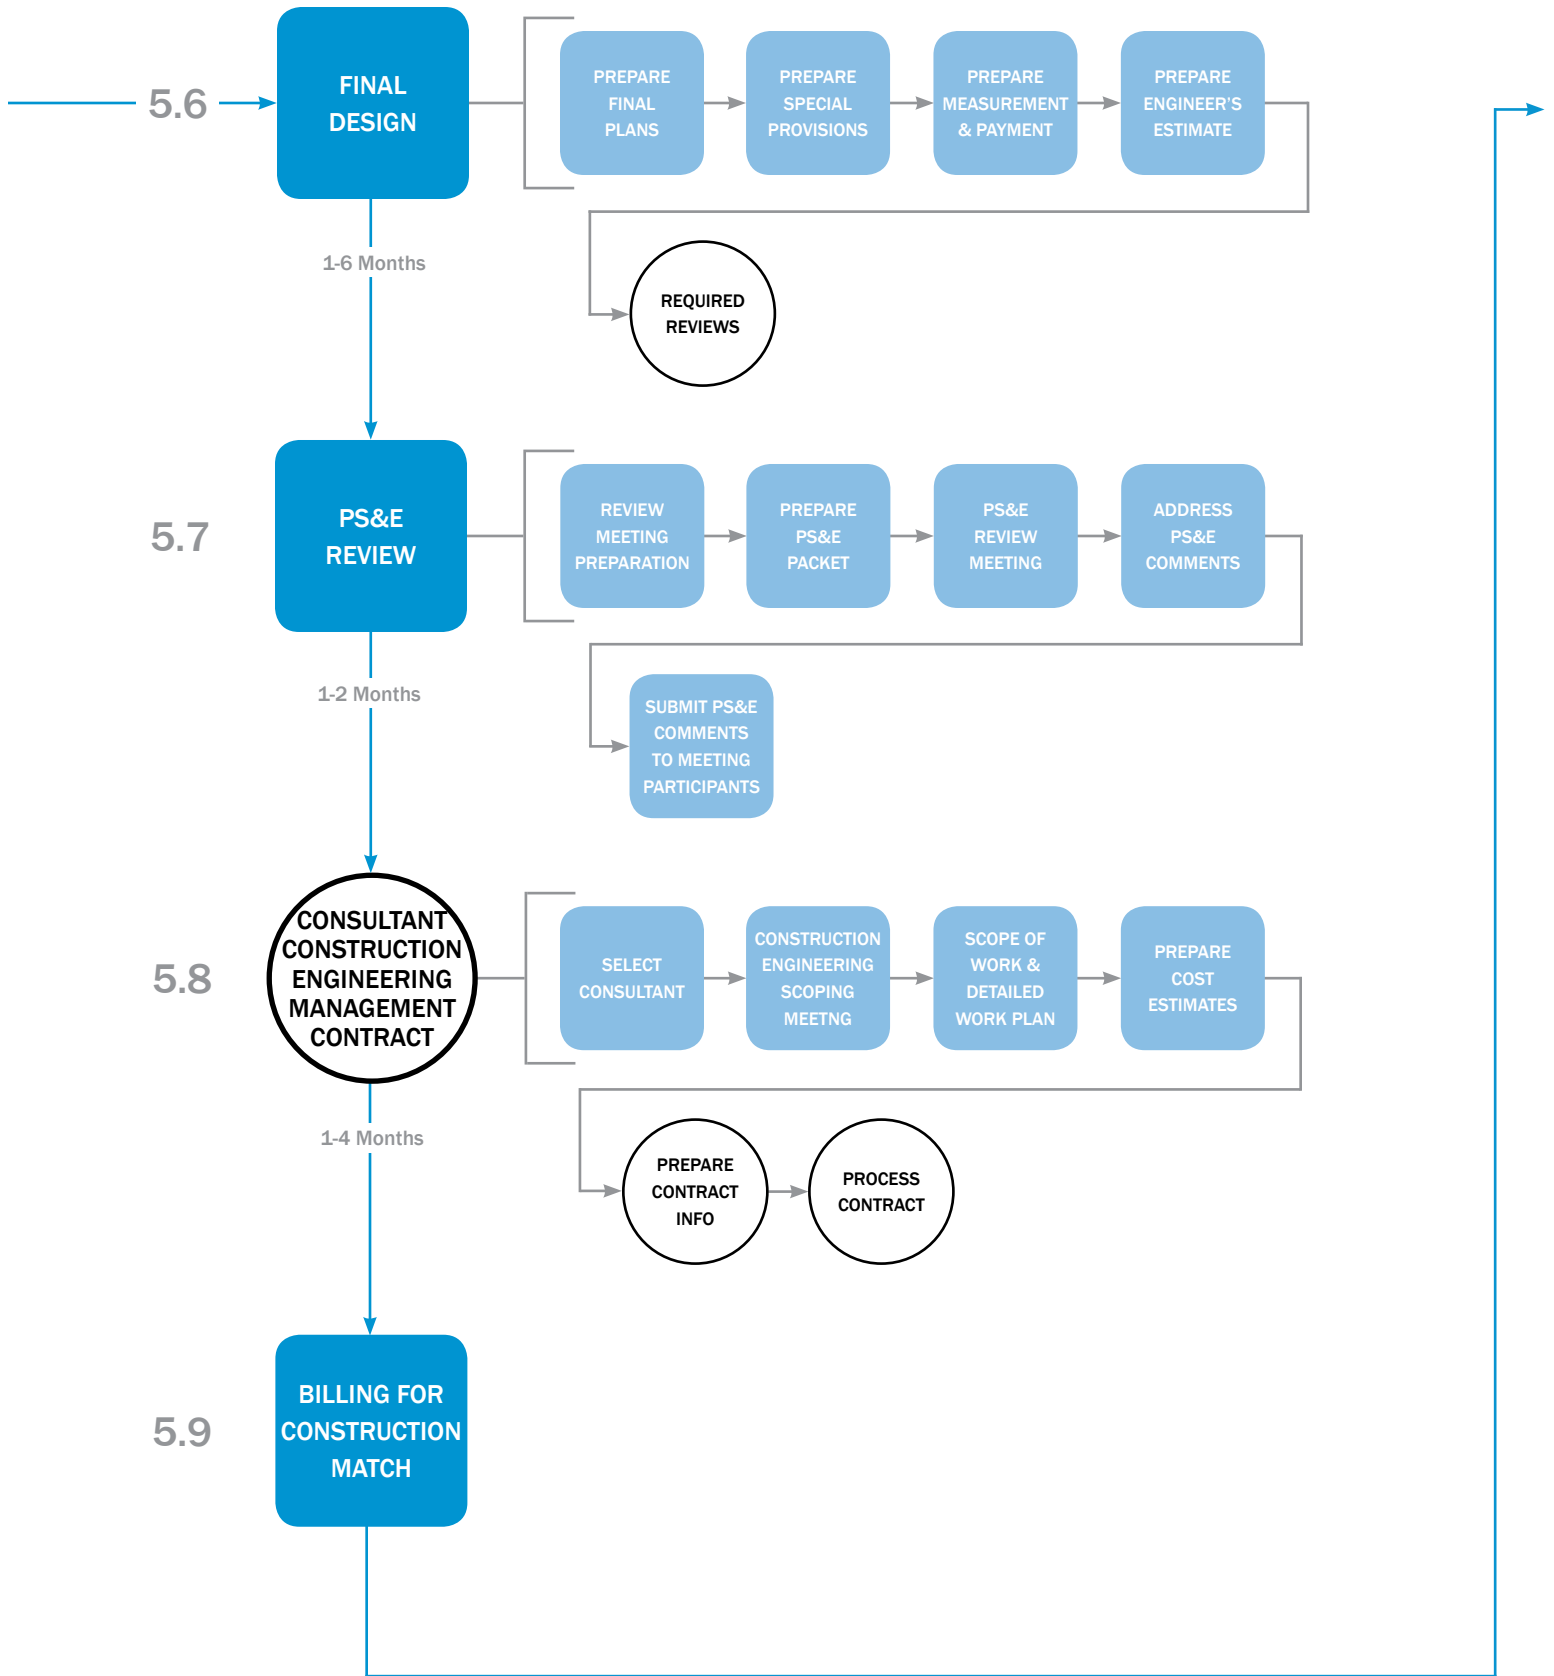 5.6
FINAL
DESIGN
PREPARE
FINAL
PLANS
PREPARE
SPECIAL
PROVISIONS
PREPARE
MEASUREMENT
& PAYMENT
PREPARE
ENGINEER'S
ESTIMATE
REQUIRED
REVIEWS
1-6 Months
5.7
PS&E
REVIEW
REVIEW
MEETING
PREPARATION
PREPARE
PS&E
PACKET
PS&E
REVIEW
MEETING
ADDRESS
PS&E
COMMENTS
SUBMIT PS&E
COMMENTS
TO MEETING
PARTICIPANTS
1-2 Months
5.8
CONSULTANT
CONSTRUCTION
ENGINEERING
MANAGEMENT
CONTRACT
SELECT
CONSULTANT
CONSTRUCTION
ENGINEERING
SCOPING
MEETNG
SCOPE OF
WORK &
DETAILED
WORK PLAN
PREPARE
COST
ESTIMATES
PREPARE
CONTRACT
INFO
PROCESS
CONTRACT
1-4 Months
5.9
BILLING FOR
CONSTRUCTION
MATCH